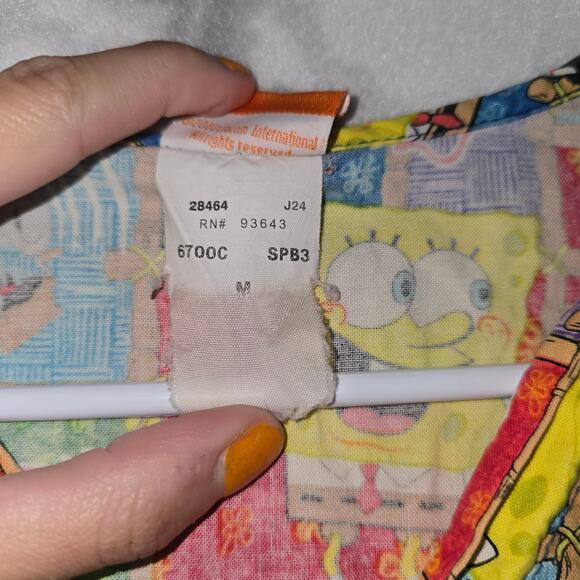 International
All rights reserved.
28464 J24
RN# 93643
6700C SPB3
M